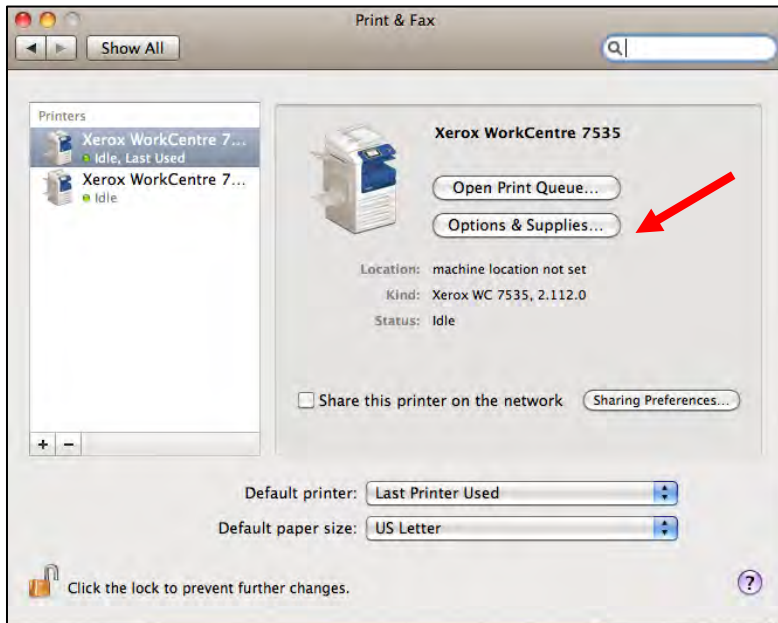 Print & Fax
Show All
Printers
Xerox WorkCentre 7...
Idle, Last Used
Xerox WorkCentre 7...
Idle
Xerox WorkCentre 7535
Open Print Queue...
Options & Supplies...
Location: machine location not set
Kind: Xerox WC 7535, 2.112.0
Status: Idle
Share this printer on the network Sharing Preferences...
+ −
Default printer: Last Printer Used
Default paper size: US Letter
Click the lock to prevent further changes. ?